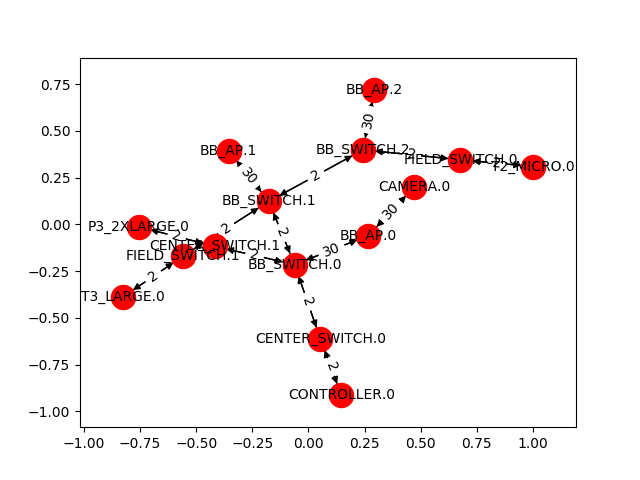 BB_AP.2
0.75
30
0.50
BB_AP.1
BB_SWITCH.2
2
FIELD_SWITCH.0
F2_MICRO.0
30
2
CAMERA.0
0.25
BB_SWITCH.1
30
P3_2XLARGE.0
2
2
2
BB_AP.0
0.00
CENTER_SWITCH.1
FIELD_SWITCH.1
2
30
BB_SWITCH.0
−0.25
2
T3_LARGE.0
2
−0.50
CENTER_SWITCH.0
2
−0.75
CONTROLLER.0
−1.00
−1.00 −0.75 −0.50 −0.25 0.00 0.25 0.50 0.75 1.00